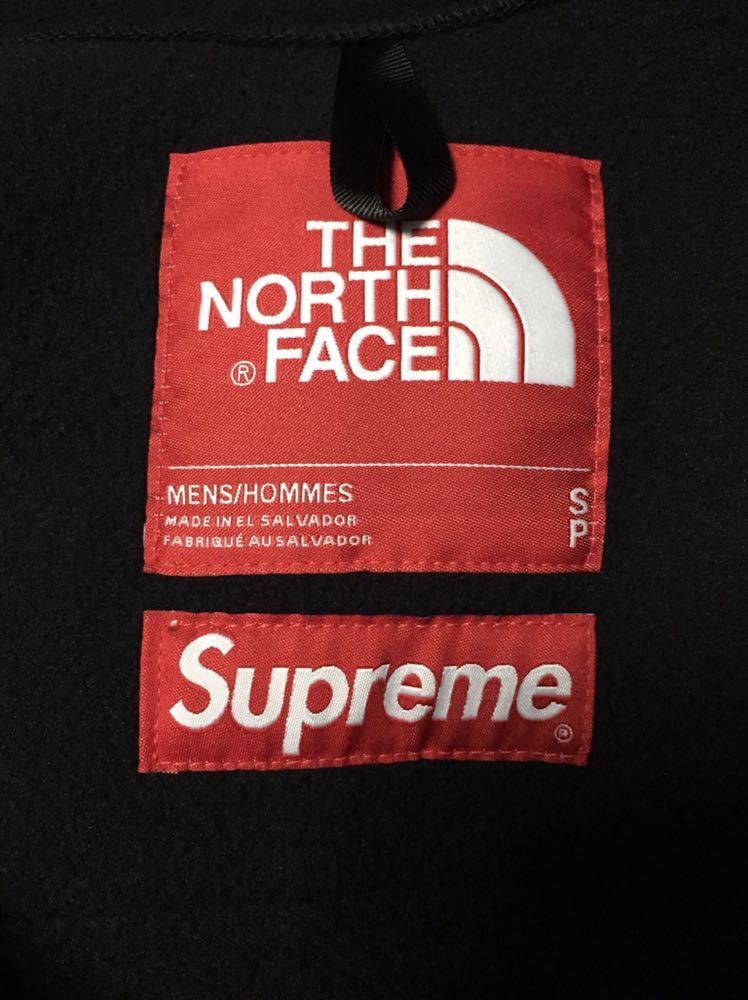 THE
NORTH
® FACE
MENS/HOMMES S
MADE IN EL SALVADOR
FABRIQUÉ AU SALVADOR P
Supreme ®